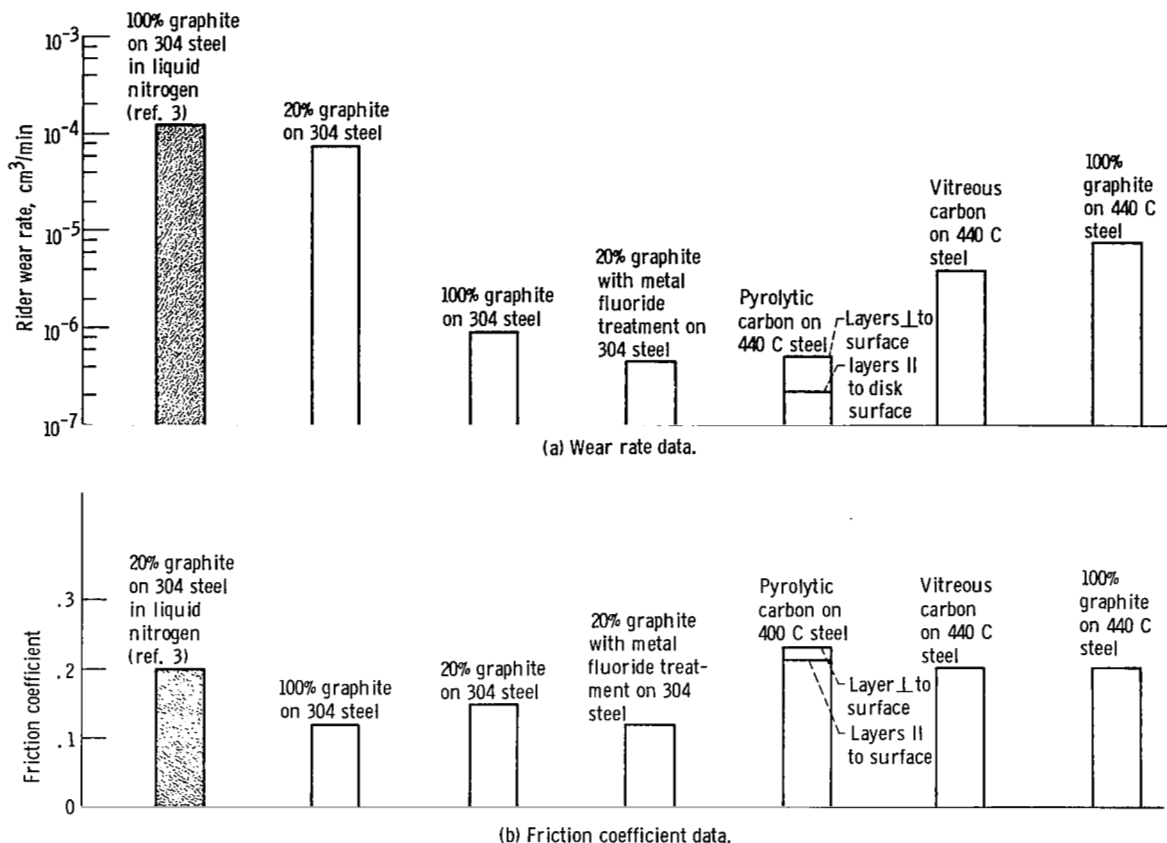 100% graphite
on 304 steel
in liquid
nitrogen
(ref. 3)
20% graphite
on 304 steel
100% graphite
on 304 steel
20% graphite
with metal
fluoride
treatment on
304 steel
Pyrolytic
carbon on
440 C steel
Layers ⊥ to
surface
layers II
to disk
surface
Vitreous
carbon
on 440 C
steel
100%
graphite
on 440 C
steel
10⁻³
10⁻⁴
10⁻⁵
10⁻⁶
10⁻⁷
Rider wear rate, cm³/min
(a) Wear rate data.
20% graphite
on 304 steel
in liquid
nitrogen
(ref. 3)
100% graphite
on 304 steel
20% graphite
on 304 steel
20% graphite
with metal
fluoride treat-
ment on 304
steel
Pyrolytic
carbon on
400 C steel
Layer ⊥ to
surface
Layers II
to surface
Vitreous
carbon
on 440 C
steel
100%
graphite
on 440 C
steel
.3
.2
.1
0
Friction coefficient
(b) Friction coefficient data.